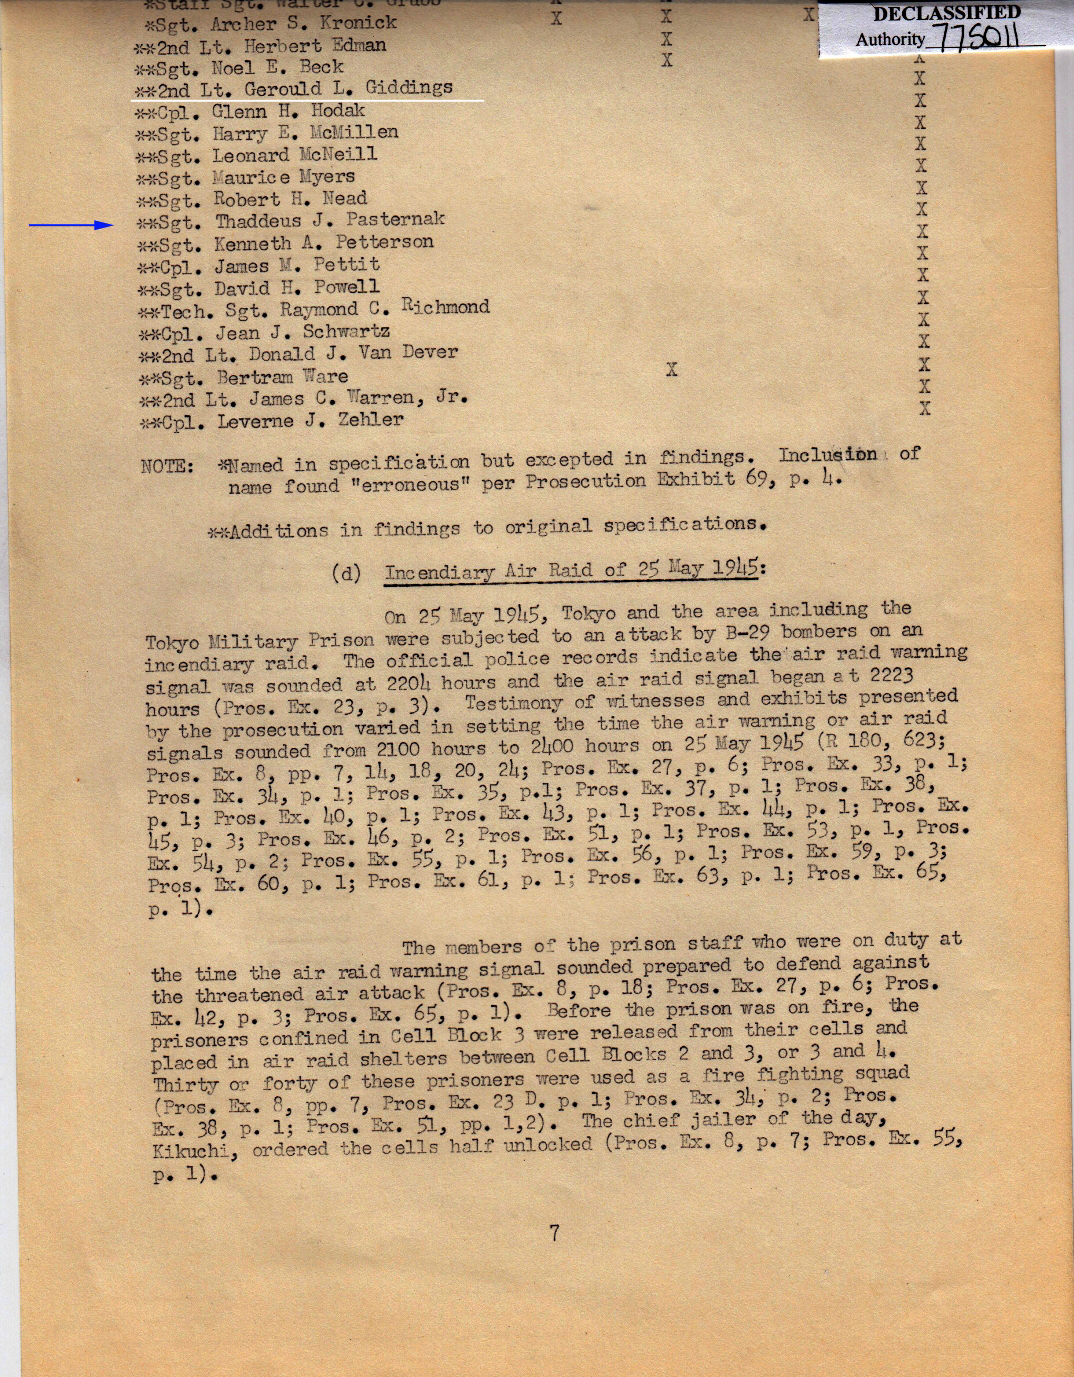 *Staff Sgt. Walter C. Grubb X X X
*Sgt. Archer S. Kronick X X X
**2nd Lt. Herbert Edman X
**Sgt. Noel E. Beck X X
**2nd Lt. Gerould L. Giddings X
**Cpl. Glenn H. Hodak X
**Sgt. Harry E. McMillen X
**Sgt. Leonard McNeill X
**Sgt. Maurice Myers X
**Sgt. Robert H. Nead X
**Sgt. Thaddeus J. Pasternak X
**Sgt. Kenneth A. Petterson X
**Cpl. James M. Pettit X
**Sgt. David H. Powell X
**Tech. Sgt. Raymond C. Richmond X
**Cpl. Jean J. Schwartz X
**2nd Lt. Donald J. Van Dever X
**Sgt. Bertram Ware X X
**2nd Lt. James C. Warren, Jr. X
**Cpl. Leverne J. Zehler X
DECLASSIFIED
Authority 775011
NOTE: *Named in specification but excepted in findings. Inclusion of
name found "erroneous" per Prosecution Exhibit 69, p. 4.
**Additions in findings to original specifications.
(d) Incendiary Air Raid of 25 May 1945:
On 25 May 1945, Tokyo and the area including the
Tokyo Military Prison were subjected to an attack by B-29 bombers on an
incendiary raid. The official police records indicate the air raid warning
signal was sounded at 2204 hours and the air raid signal began at 2223
hours (Pros. Ex. 23, p. 3). Testimony of witnesses and exhibits presented
by the prosecution varied in setting the time the air warning or air raid
signals sounded from 2100 hours to 2400 hours on 25 May 1945 (R 180, 623;
Pros. Ex. 8, pp. 7, 14, 18, 20, 24; Pros. Ex. 27, p. 6; Pros. Ex. 33, p. 1;
Pros. Ex. 34, p. 1; Pros. Ex. 35, p.1; Pros. Ex. 37, p. 1; Pros. Ex. 38,
p. 1; Pros. Ex. 40, p. 1; Pros. Ex. 43, p. 1; Pros. Ex. 44, p. 1; Pros. Ex.
45, p. 3; Pros. Ex. 46, p. 2; Pros. Ex. 51, p. 1; Pros. Ex. 53, p. 1, Pros.
Ex. 54, p. 2; Pros. Ex. 55, p. 1; Pros. Ex. 56, p. 1; Pros. Ex. 59, p. 3;
Pros. Ex. 60, p. 1; Pros. Ex. 61, p. 1; Pros. Ex. 63, p. 1; Pros. Ex. 65,
p. 1).
The members of the prison staff who were on duty at
the time the air raid warning signal sounded prepared to defend against
the threatened air attack (Pros. Ex. 8, p. 18; Pros. Ex. 27, p. 6; Pros.
Ex. 42, p. 3; Pros. Ex. 65, p. 1). Before the prison was on fire, the
prisoners confined in Cell Block 3 were released from their cells and
placed in air raid shelters between Cell Blocks 2 and 3, or 3 and 4.
Thirty or forty of these prisoners were used as a fire fighting squad
(Pros. Ex. 8, pp. 7, Pros. Ex. 23 D. p. 1; Pros. Ex. 34, p. 2; Pros.
Ex. 38, p. 1; Pros. Ex. 51, pp. 1,2). The chief jailer of the day,
Kikuchi, ordered the cells half unlocked (Pros. Ex. 8, p. 7; Pros. Ex. 55,
p. 1).
7